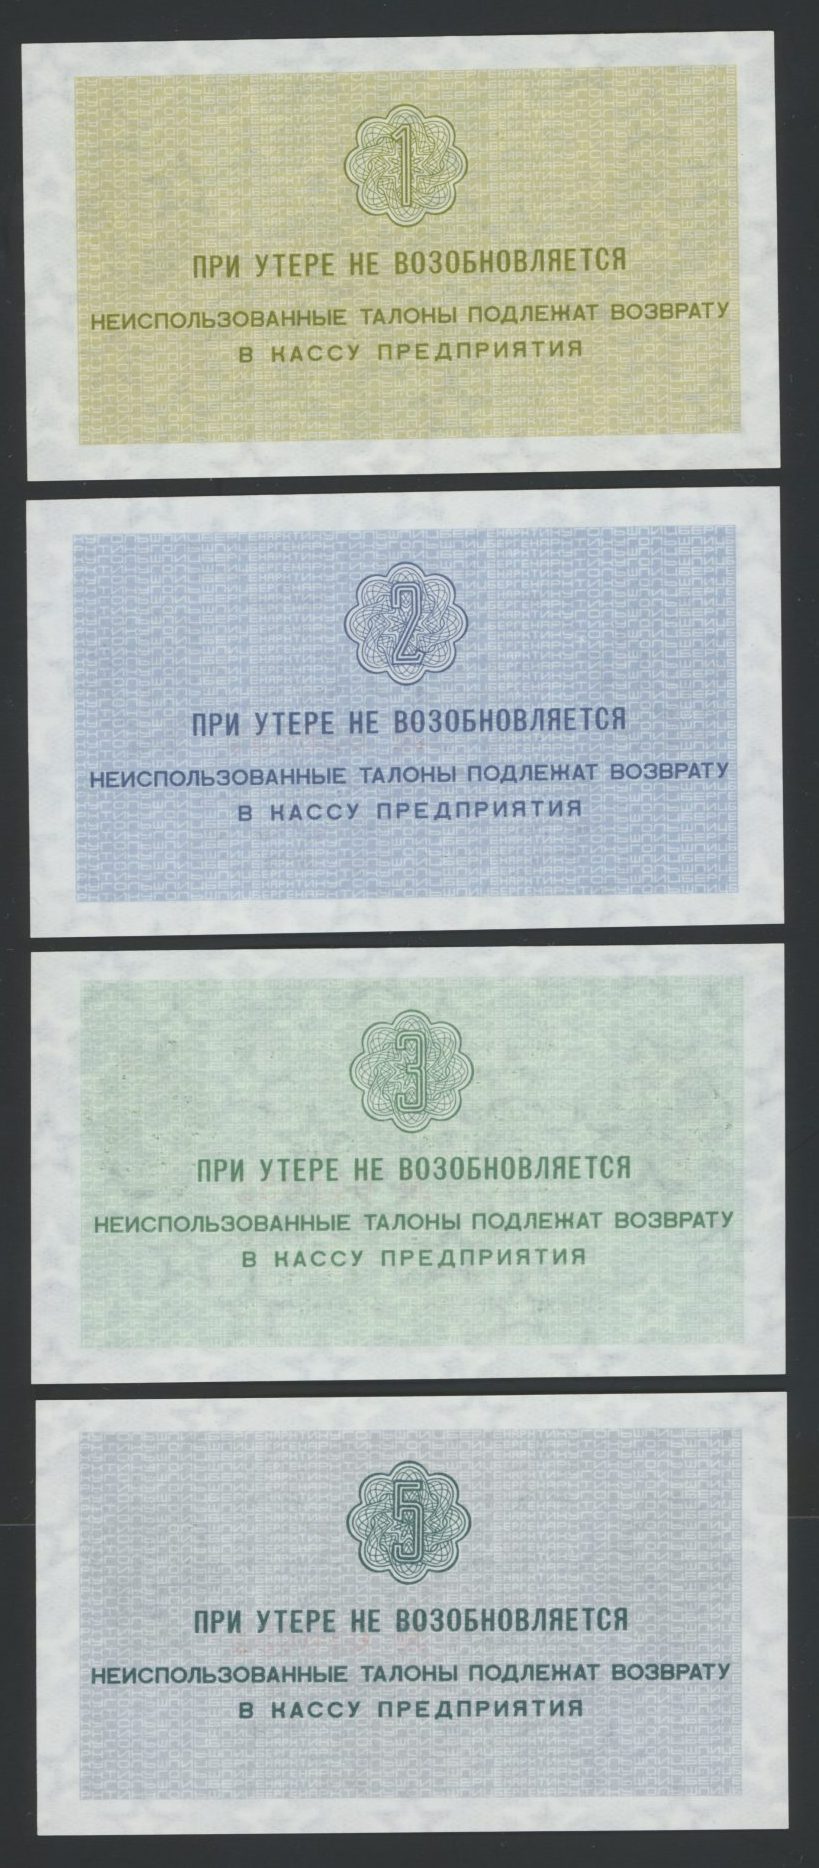 1
ПРИ УТЕРЕ НЕ ВОЗОБНОВЛЯЕТСЯ
НЕИСПОЛЬЗОВАННЫЕ ТАЛОНЫ ПОДЛЕЖАТ ВОЗВРАТУ
В КАССУ ПРЕДПРИЯТИЯ
2
ПРИ УТЕРЕ НЕ ВОЗОБНОВЛЯЕТСЯ
НЕИСПОЛЬЗОВАННЫЕ ТАЛОНЫ ПОДЛЕЖАТ ВОЗВРАТУ
В КАССУ ПРЕДПРИЯТИЯ
3
ПРИ УТЕРЕ НЕ ВОЗОБНОВЛЯЕТСЯ
НЕИСПОЛЬЗОВАННЫЕ ТАЛОНЫ ПОДЛЕЖАТ ВОЗВРАТУ
В КАССУ ПРЕДПРИЯТИЯ
5
ПРИ УТЕРЕ НЕ ВОЗОБНОВЛЯЕТСЯ
НЕИСПОЛЬЗОВАННЫЕ ТАЛОНЫ ПОДЛЕЖАТ ВОЗВРАТУ
В КАССУ ПРЕДПРИЯТИЯ